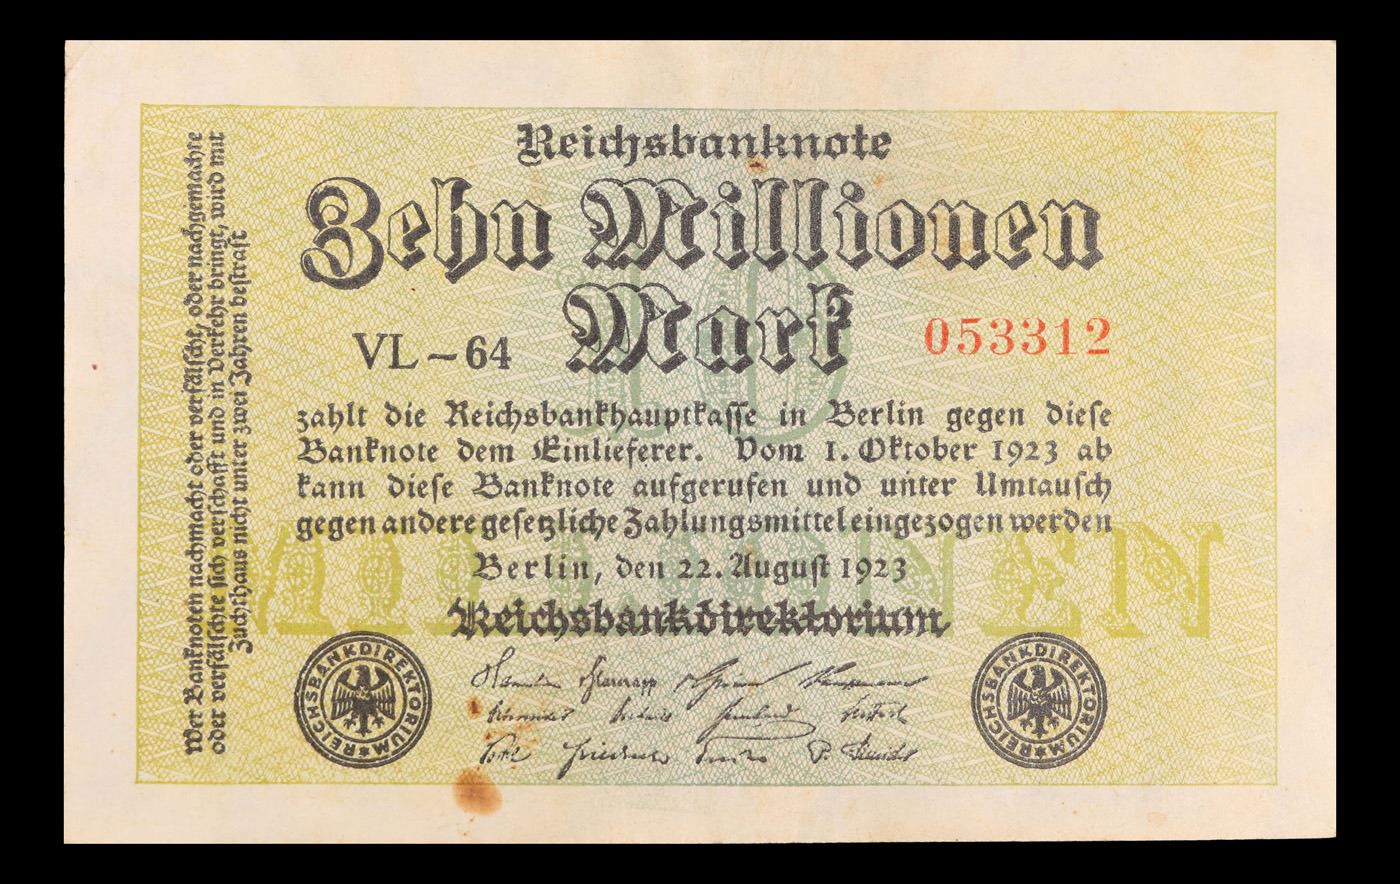 Reichsbanknote
Zehn Millionen
Mark
VL – 64
053312
zahlt die Reichsbankhauptkasse in Berlin gegen diese
Banknote dem Einlieferer. Vom 1. Oktober 1923 ab
kann diese Banknote aufgerufen und unter Umtausch
gegen andere gesetzliche Zahlungsmittel eingezogen werden
Berlin, den 22. August 1923
Reichsbankdirektorium
Wer Banknoten nachmacht oder verfälscht, oder nachgemachte
oder verfälschte sich verschafft und in Verkehr bringt, wird mit
Zuchthaus nicht unter zwei Jahren bestraft
10
MILLIONEN
REICHSBANKDIREKTORIUM
REICHSBANKDIREKTORIUM